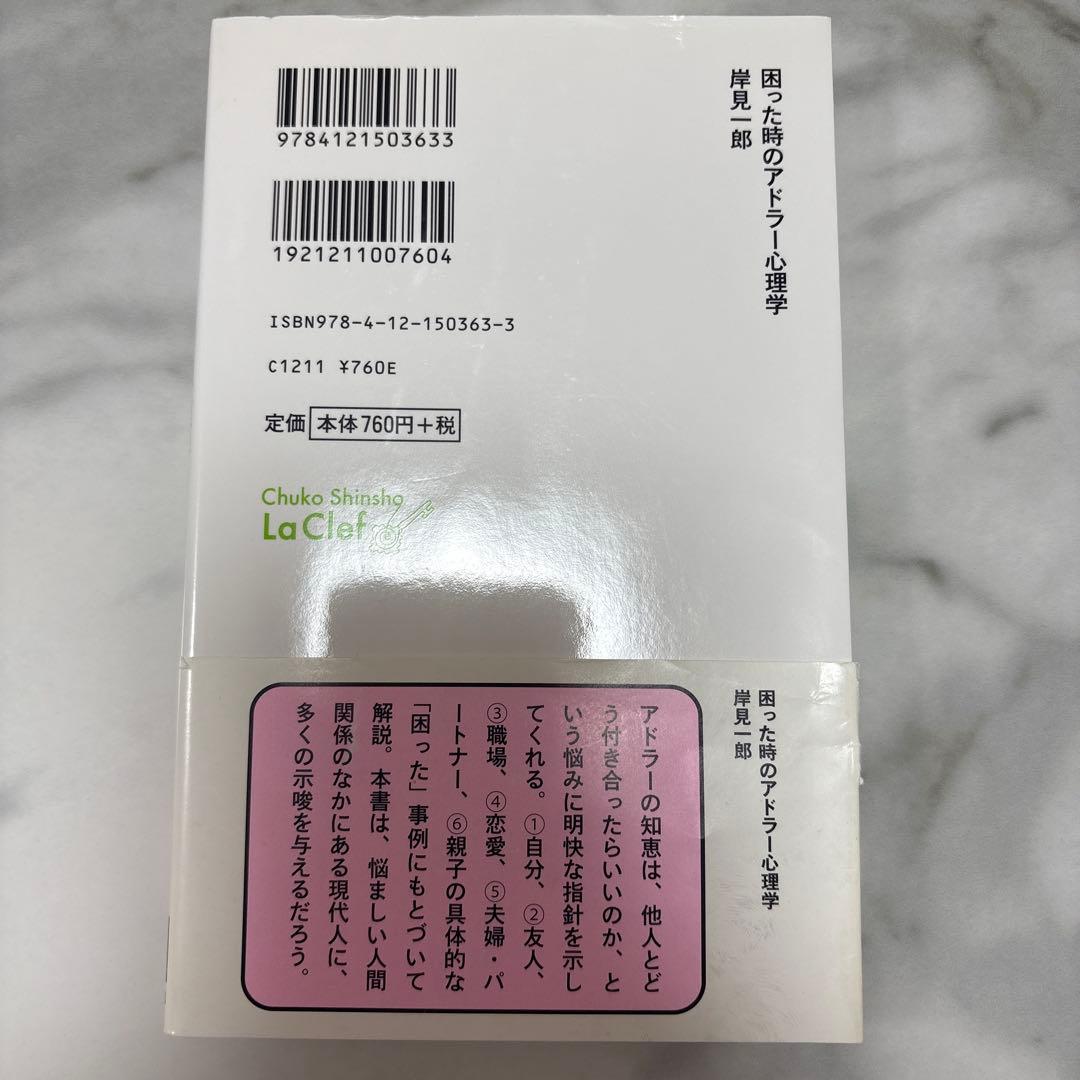 困った時のアドラー心理学
岸見一郎
9784121503633
1921211007604
ISBN978-4-12-150363-3
C1211 ¥760E
定価 本体760円+税
Chuko Shinsho
La Clef
困った時のアドラー心理学
岸見一郎
アドラーの知恵は、他人とど
う付き合ったらいいのか、と
いう悩みに明快な指針を示し
てくれる。①自分、②友人、
③職場、④恋愛、⑤夫婦・パ
ートナー、⑥親子の具体的な
「困った」事例にもとづいて
解説。本書は、悩ましい人間
関係のなかにある現代人に、
多くの示唆を与えるだろう。